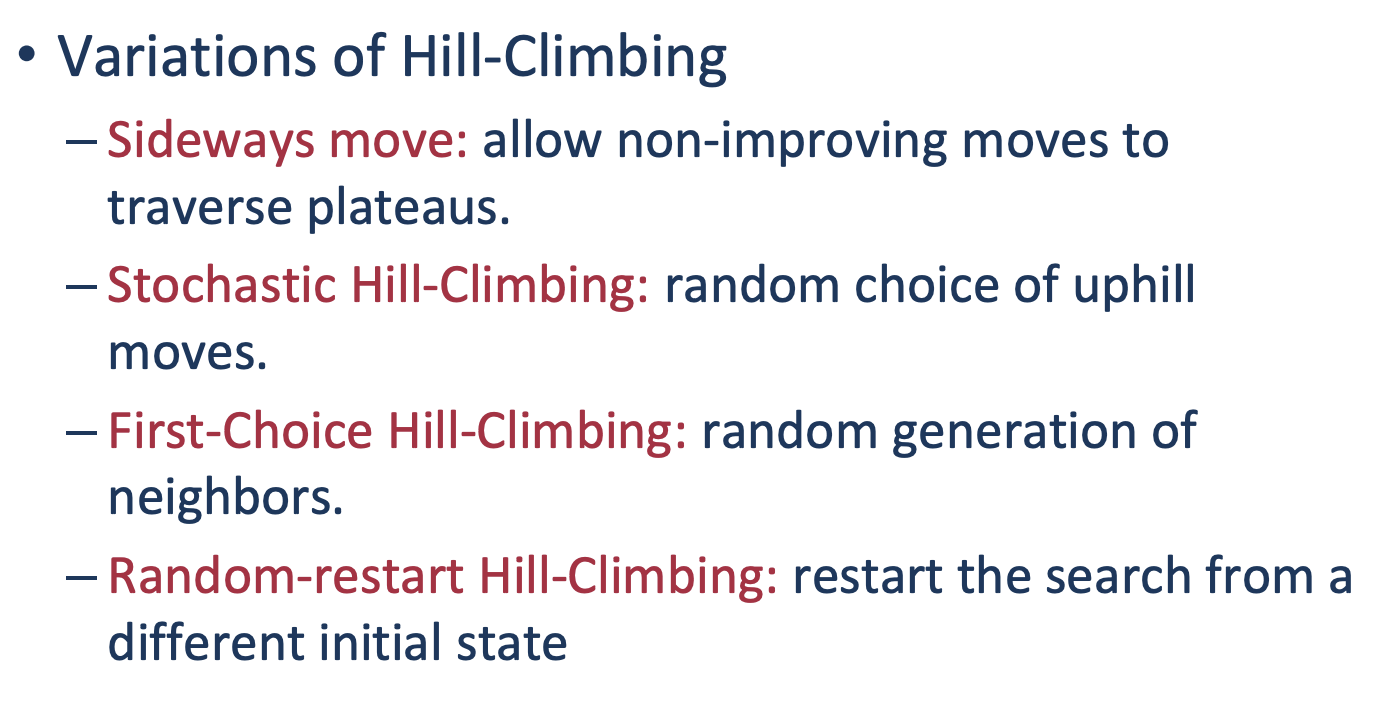 • Variations of Hill-Climbing
– Sideways move: allow non-improving moves to
traverse plateaus.
– Stochastic Hill-Climbing: random choice of uphill
moves.
– First-Choice Hill-Climbing: random generation of
neighbors.
– Random-restart Hill-Climbing: restart the search from a
different initial state